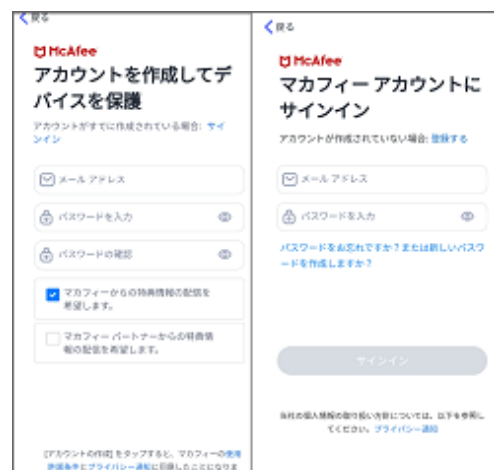 戻る
McAfee
アカウントを作成してデ
バイスを保護
アカウントがすでに作成されている場合: サイ
ンイン
メール アドレス
パスワードを入力
パスワードの確認
マカフィーからの特典情報の配信を
希望します。
マカフィー パートナーからの特典情
報の配信を希望します。
[アカウントの作成] をタップすると、マカフィーの使用
許諾条件とプライバシー通知に同意したことになりま
戻る
McAfee
マカフィー アカウントに
サインイン
アカウントが作成されていない場合: 登録する
メール アドレス
パスワードを入力
パスワードをお忘れですか？または新しいパスワ
ードを作成しますか？
サインイン
当社の個人情報の取り扱い方針については、以下を参照し
てください。プライバシー通知